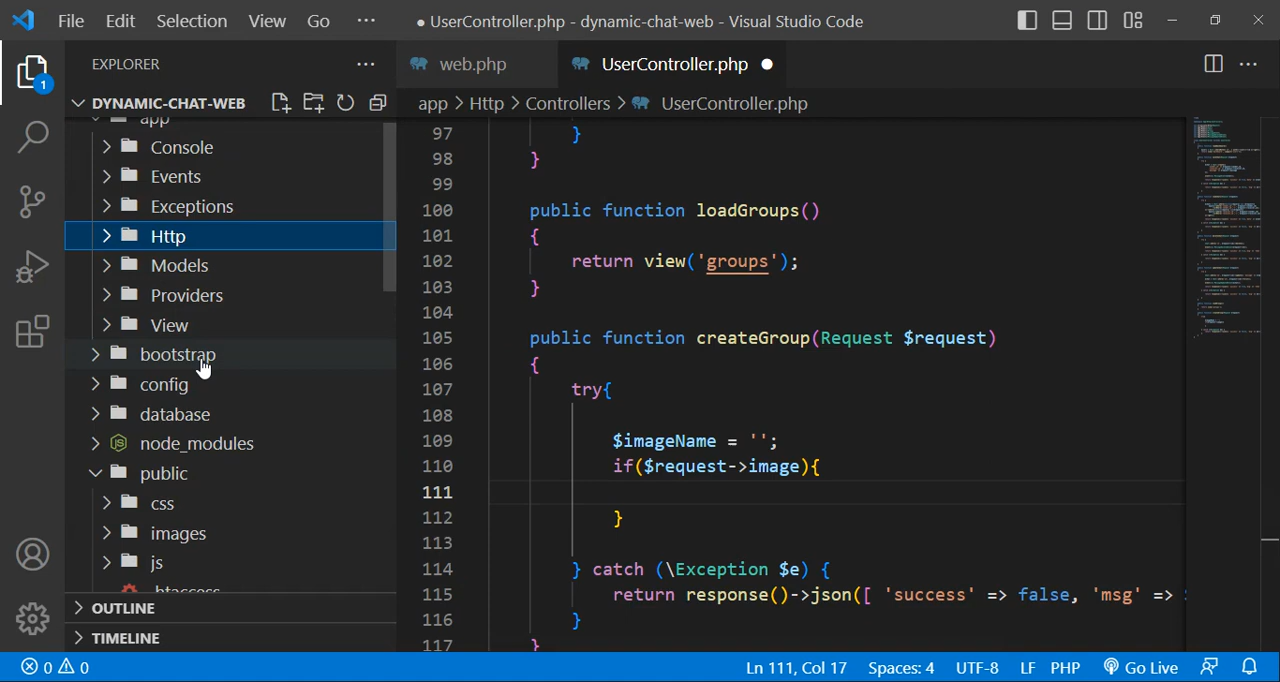 File Edit Selection View Go ··· ● UserController.php - dynamic-chat-web - Visual Studio Code
EXPLORER ···
web.php
UserController.php ●
DYNAMIC-CHAT-WEB
app > Http > Controllers > UserController.php
app
Console
Events
Exceptions
Http
Models
Providers
View
bootstrap
config
database
node_modules
public
css
images
js
.htaccess
OUTLINE
TIMELINE
1
97 }
98 }
99
100 public function loadGroups()
101 {
102 return view('groups');
103 }
104
105 public function createGroup(Request $request)
106 {
107 try{
108
109 $imageName = '';
110 if($request->image){
111
112 }
113
114 } catch (\Exception $e) {
115 return response()->json([ 'success' => false, 'msg' => $
116 }
117 }
0 0 Ln 111, Col 17 Spaces: 4 UTF-8 LF PHP Go Live